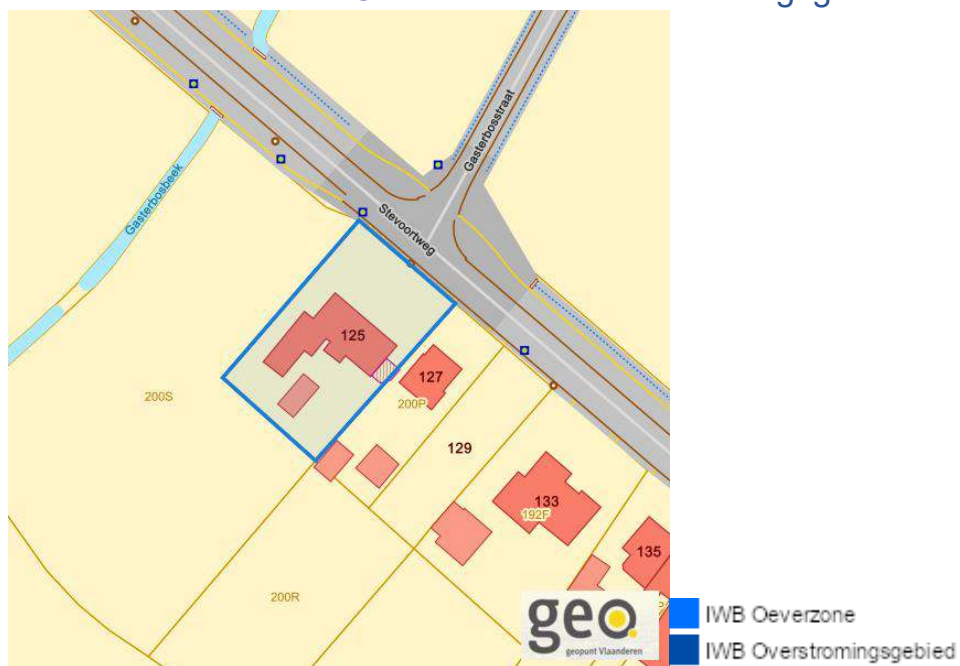 Gasterbosstraat
Gasterbosbeek
Stevoortweg
125
127
200P
200S
129
133
192F
135
200R
geo
geopunt Vlaanderen
IWB Oeverzone
IWB Overstromingsgebied